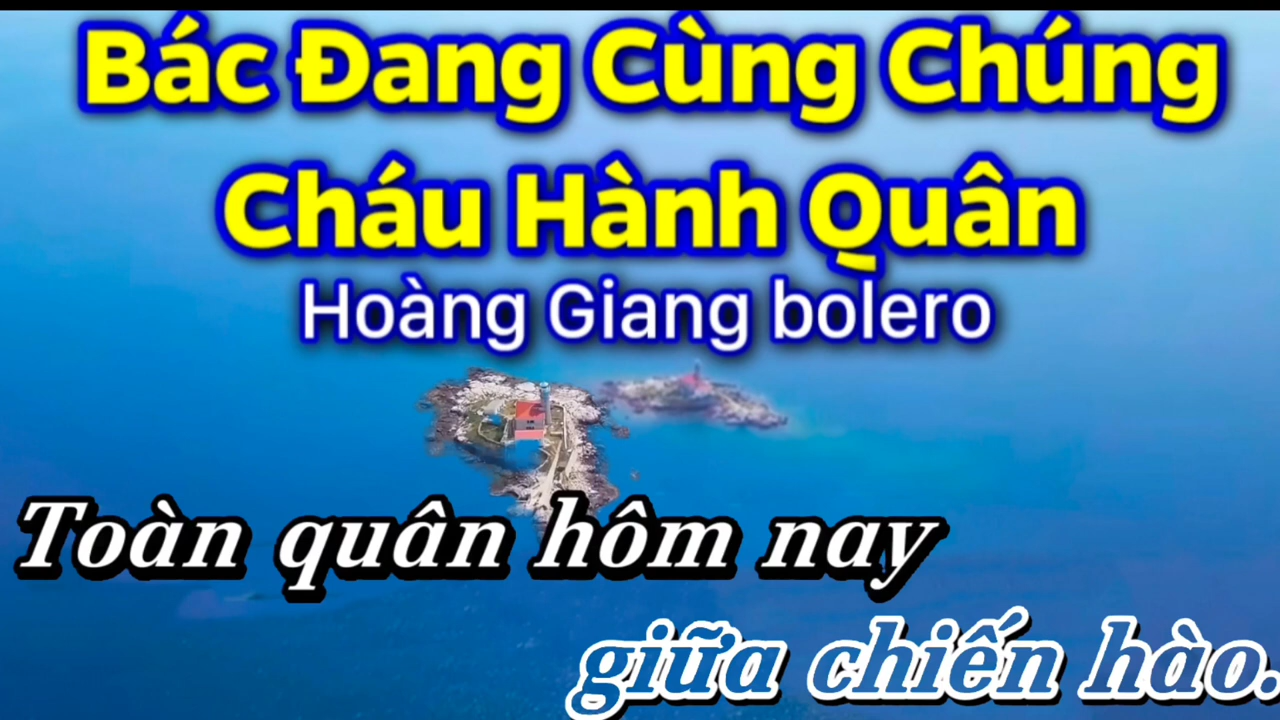 Bác Đang Cùng Chúng
Cháu Hành Quân
Hoàng Giang bolero
Toàn quân hôm nay
giữa chiến hào.